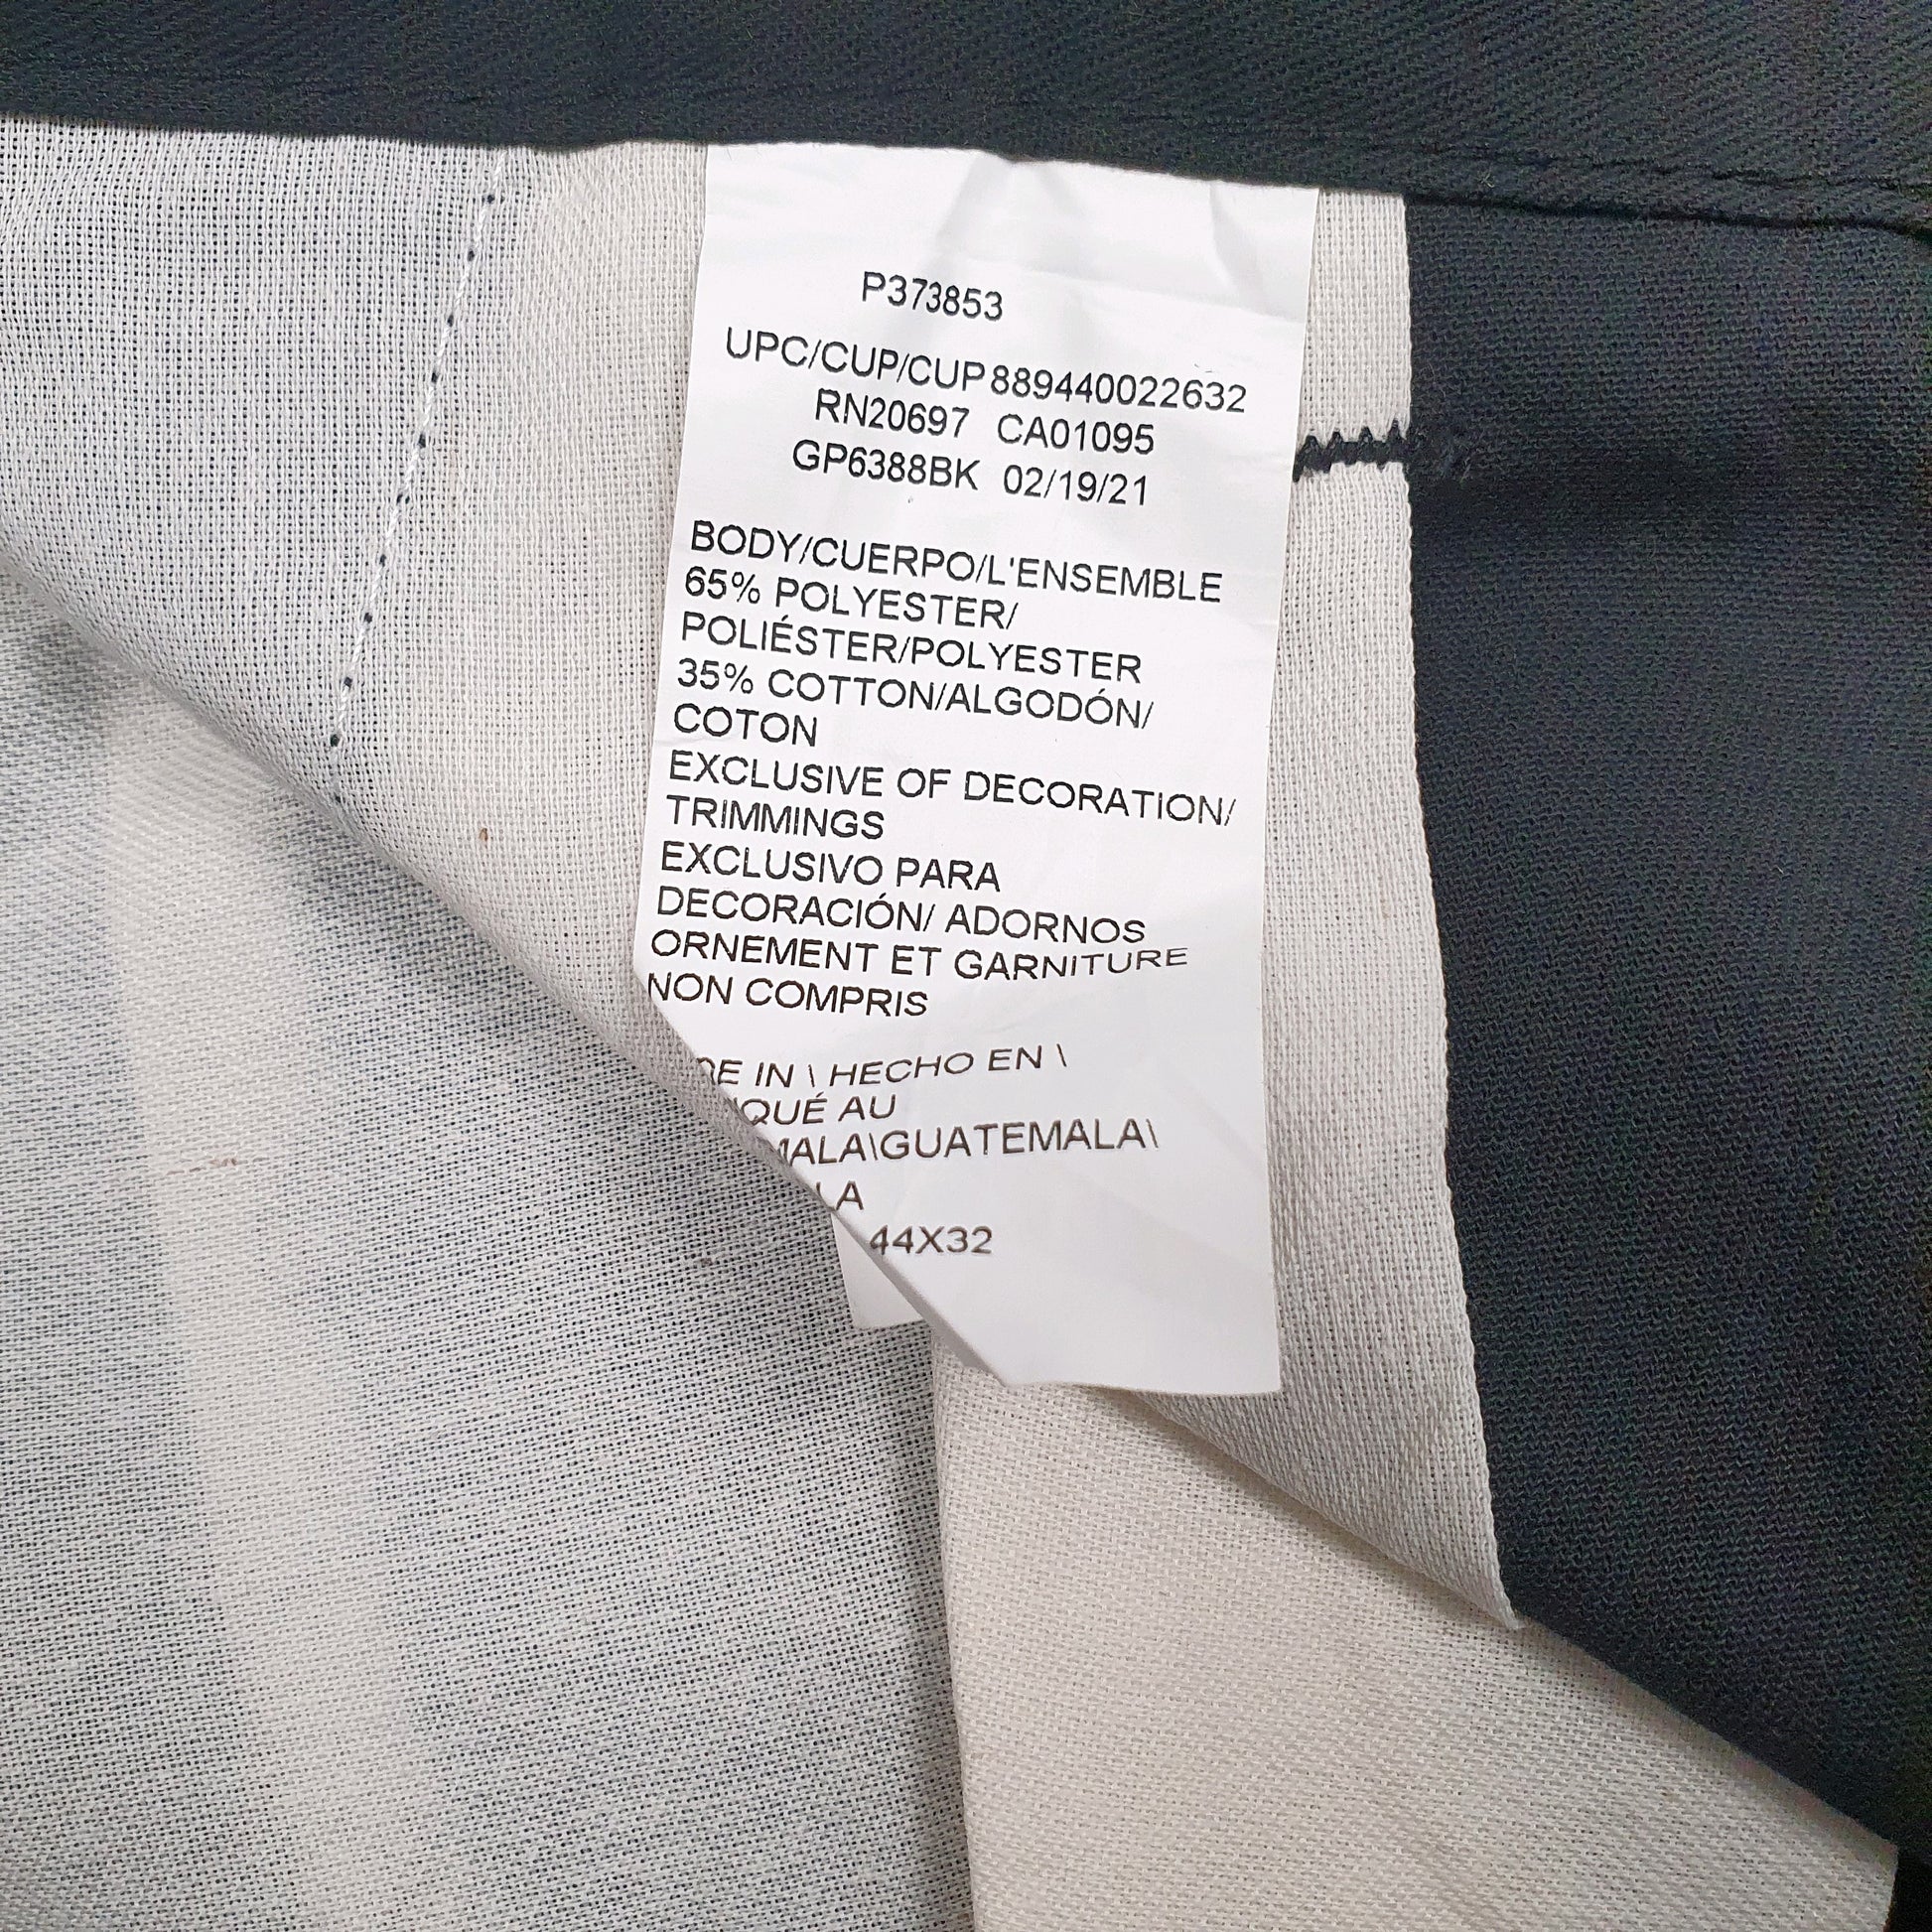 P373853
UPC/CUP/CUP 889440022632
RN20697 CA01095
GP6388BK 02/19/21
BODY/CUERPO/L'ENSEMBLE
65% POLYESTER/
POLIÉSTER/POLYESTER
35% COTTON/ALGODÓN/
COTON
EXCLUSIVE OF DECORATION/
TRIMMINGS
EXCLUSIVO PARA
DECORACIÓN/ ADORNOS
ORNEMENT ET GARNITURE
NON COMPRIS
IN \ HECHO EN \
AU
\GUATEMALA\
44X32